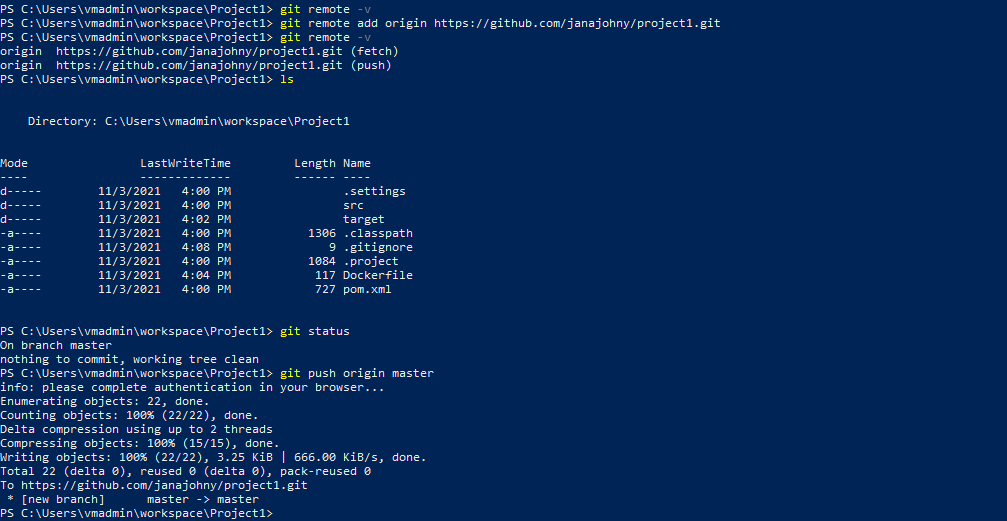 PS C:\Users\vmadmin\workspace\Project1> git remote -v
PS C:\Users\vmadmin\workspace\Project1> git remote add origin https://github.com/janajohny/project1.git
PS C:\Users\vmadmin\workspace\Project1> git remote -v
origin  https://github.com/janajohny/project1.git (fetch)
origin  https://github.com/janajohny/project1.git (push)
PS C:\Users\vmadmin\workspace\Project1> ls
    Directory: C:\Users\vmadmin\workspace\Project1
Mode                LastWriteTime         Length Name
----                -------------         ------ ----
d-----        11/3/2021   4:00 PM                .settings
d-----        11/3/2021   4:00 PM                src
d-----        11/3/2021   4:02 PM                target
-a----        11/3/2021   4:00 PM           1306 .classpath
-a----        11/3/2021   4:08 PM              9 .gitignore
-a----        11/3/2021   4:00 PM           1084 .project
-a----        11/3/2021   4:04 PM            117 Dockerfile
-a----        11/3/2021   4:00 PM            727 pom.xml
PS C:\Users\vmadmin\workspace\Project1> git status
On branch master
nothing to commit, working tree clean
PS C:\Users\vmadmin\workspace\Project1> git push origin master
info: please complete authentication in your browser...
Enumerating objects: 22, done.
Counting objects: 100% (22/22), done.
Delta compression using up to 2 threads
Compressing objects: 100% (15/15), done.
Writing objects: 100% (22/22), 3.25 KiB | 666.00 KiB/s, done.
Total 22 (delta 0), reused 0 (delta 0), pack-reused 0
To https://github.com/janajohny/project1.git
 * [new branch]      master -> master
PS C:\Users\vmadmin\workspace\Project1>